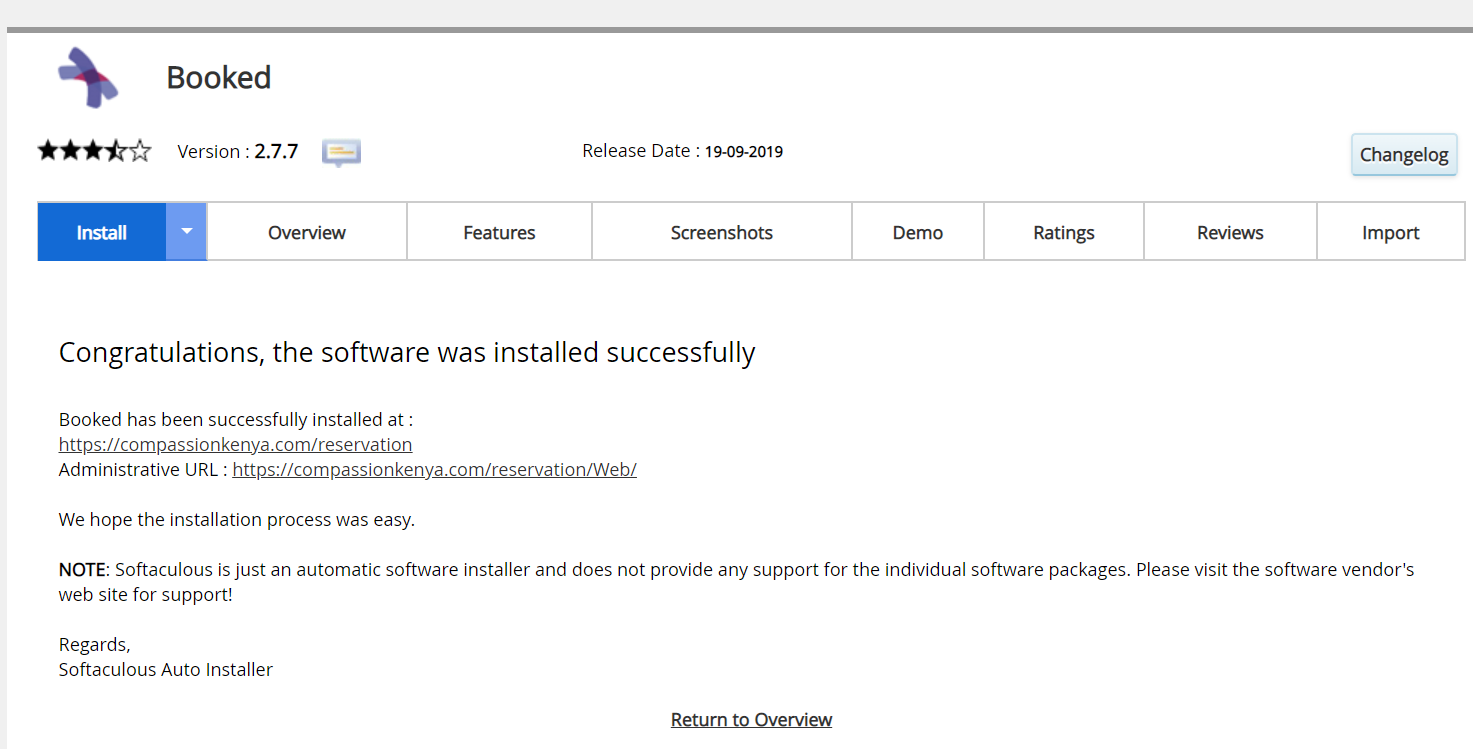 Booked
Version : 2.7.7
Release Date : 19-09-2019
Changelog
Install
Overview
Features
Screenshots
Demo
Ratings
Reviews
Import
Congratulations, the software was installed successfully
Booked has been successfully installed at :
https://compassionkenya.com/reservation
Administrative URL : https://compassionkenya.com/reservation/Web/
We hope the installation process was easy.
NOTE: Softaculous is just an automatic software installer and does not provide any support for the individual software packages. Please visit the software vendor's
web site for support!
Regards,
Softaculous Auto Installer
Return to Overview